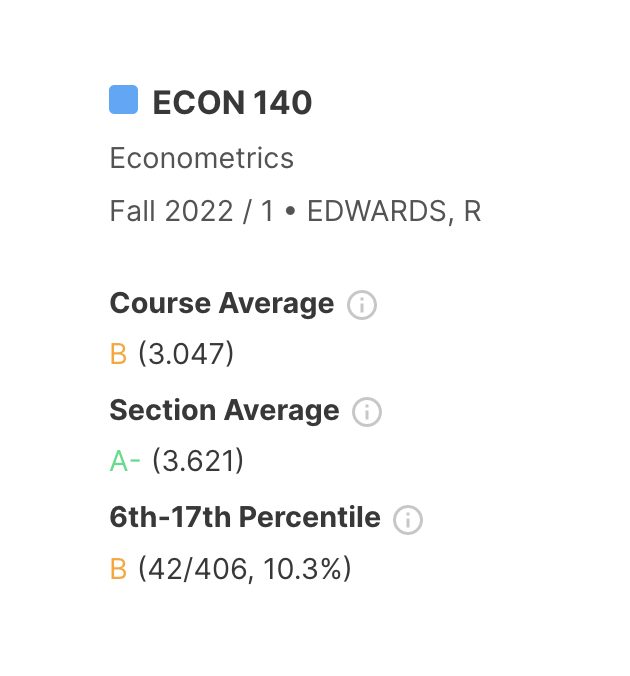 ECON 140
Econometrics
Fall 2022 / 1 • EDWARDS, R
Course Average
B (3.047)
Section Average
A- (3.621)
6th-17th Percentile
B (42/406, 10.3%)